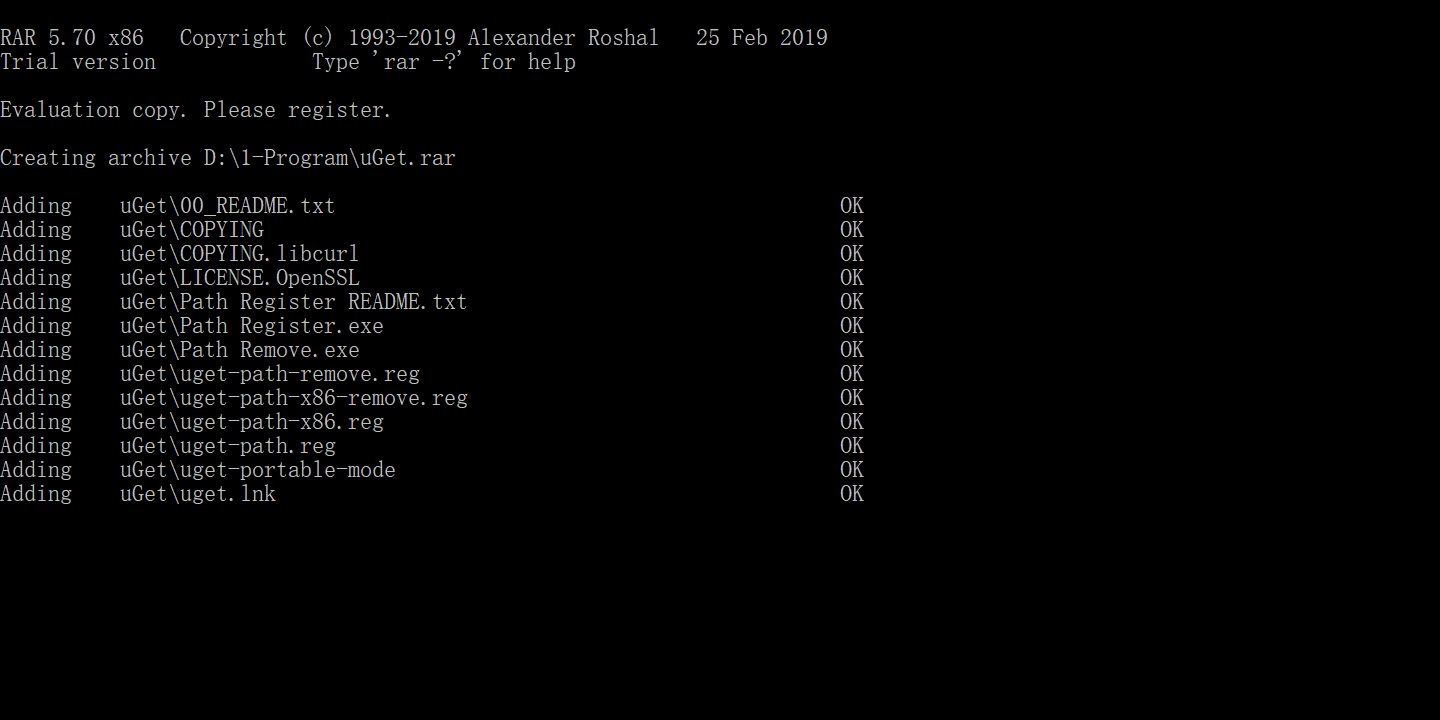 RAR 5.70 x86   Copyright (c) 1993-2019 Alexander Roshal   25 Feb 2019
Trial version             Type 'rar -?' for help
Evaluation copy. Please register.
Creating archive D:\1-Program\uGet.rar
Adding    uGet\00_README.txt                                          OK
Adding    uGet\COPYING                                                OK
Adding    uGet\COPYING.libcurl                                        OK
Adding    uGet\LICENSE.OpenSSL                                        OK
Adding    uGet\Path Register README.txt                               OK
Adding    uGet\Path Register.exe                                      OK
Adding    uGet\Path Remove.exe                                        OK
Adding    uGet\uget-path-remove.reg                                   OK
Adding    uGet\uget-path-x86-remove.reg                               OK
Adding    uGet\uget-path-x86.reg                                      OK
Adding    uGet\uget-path.reg                                          OK
Adding    uGet\uget-portable-mode                                     OK
Adding    uGet\uget.lnk                                               OK